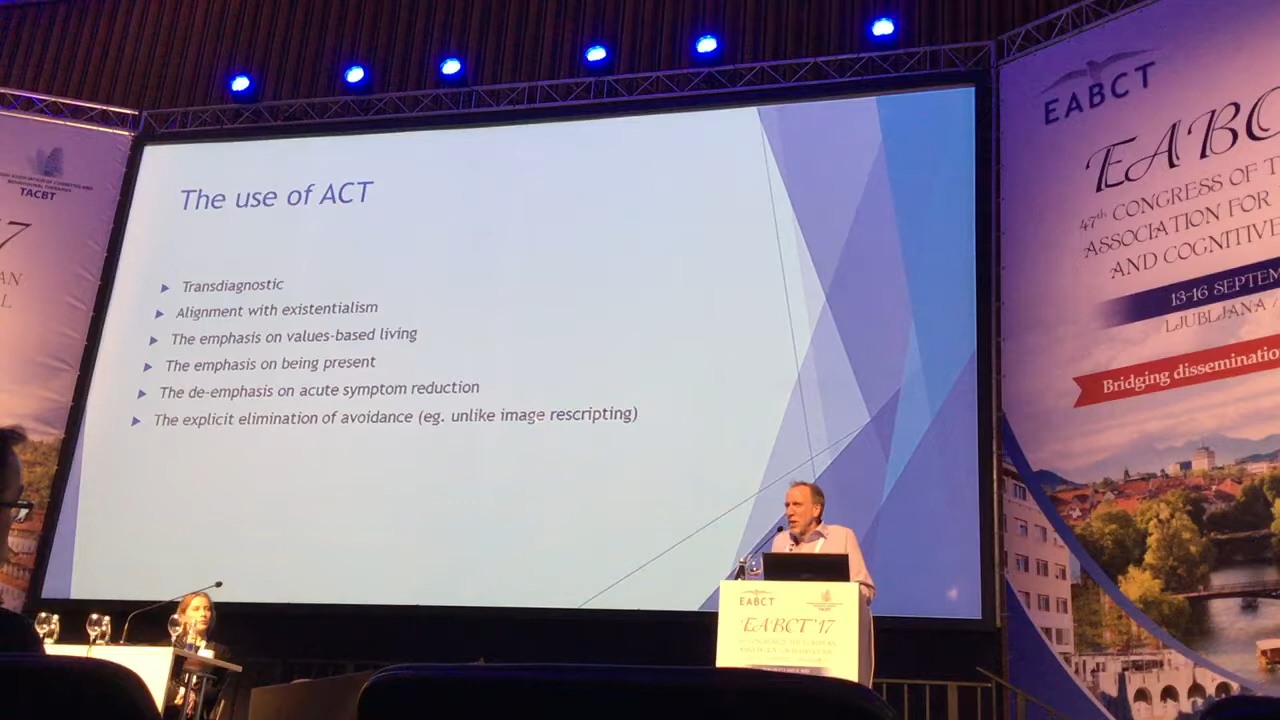 The use of ACT
Transdiagnostic
Alignment with existentialism
The emphasis on values-based living
The emphasis on being present
The de-emphasis on acute symptom reduction
The explicit elimination of avoidance (eg. unlike image rescripting)
TACBT
7
AN
L
EABCT
EABC
47th CONGRESS OF T
ASSOCIATION FOR
AND COGNITIVE
13-16 SEPTEM
LJUBLJANA /
Bridging disseminatio
EABCT
EABCT'17